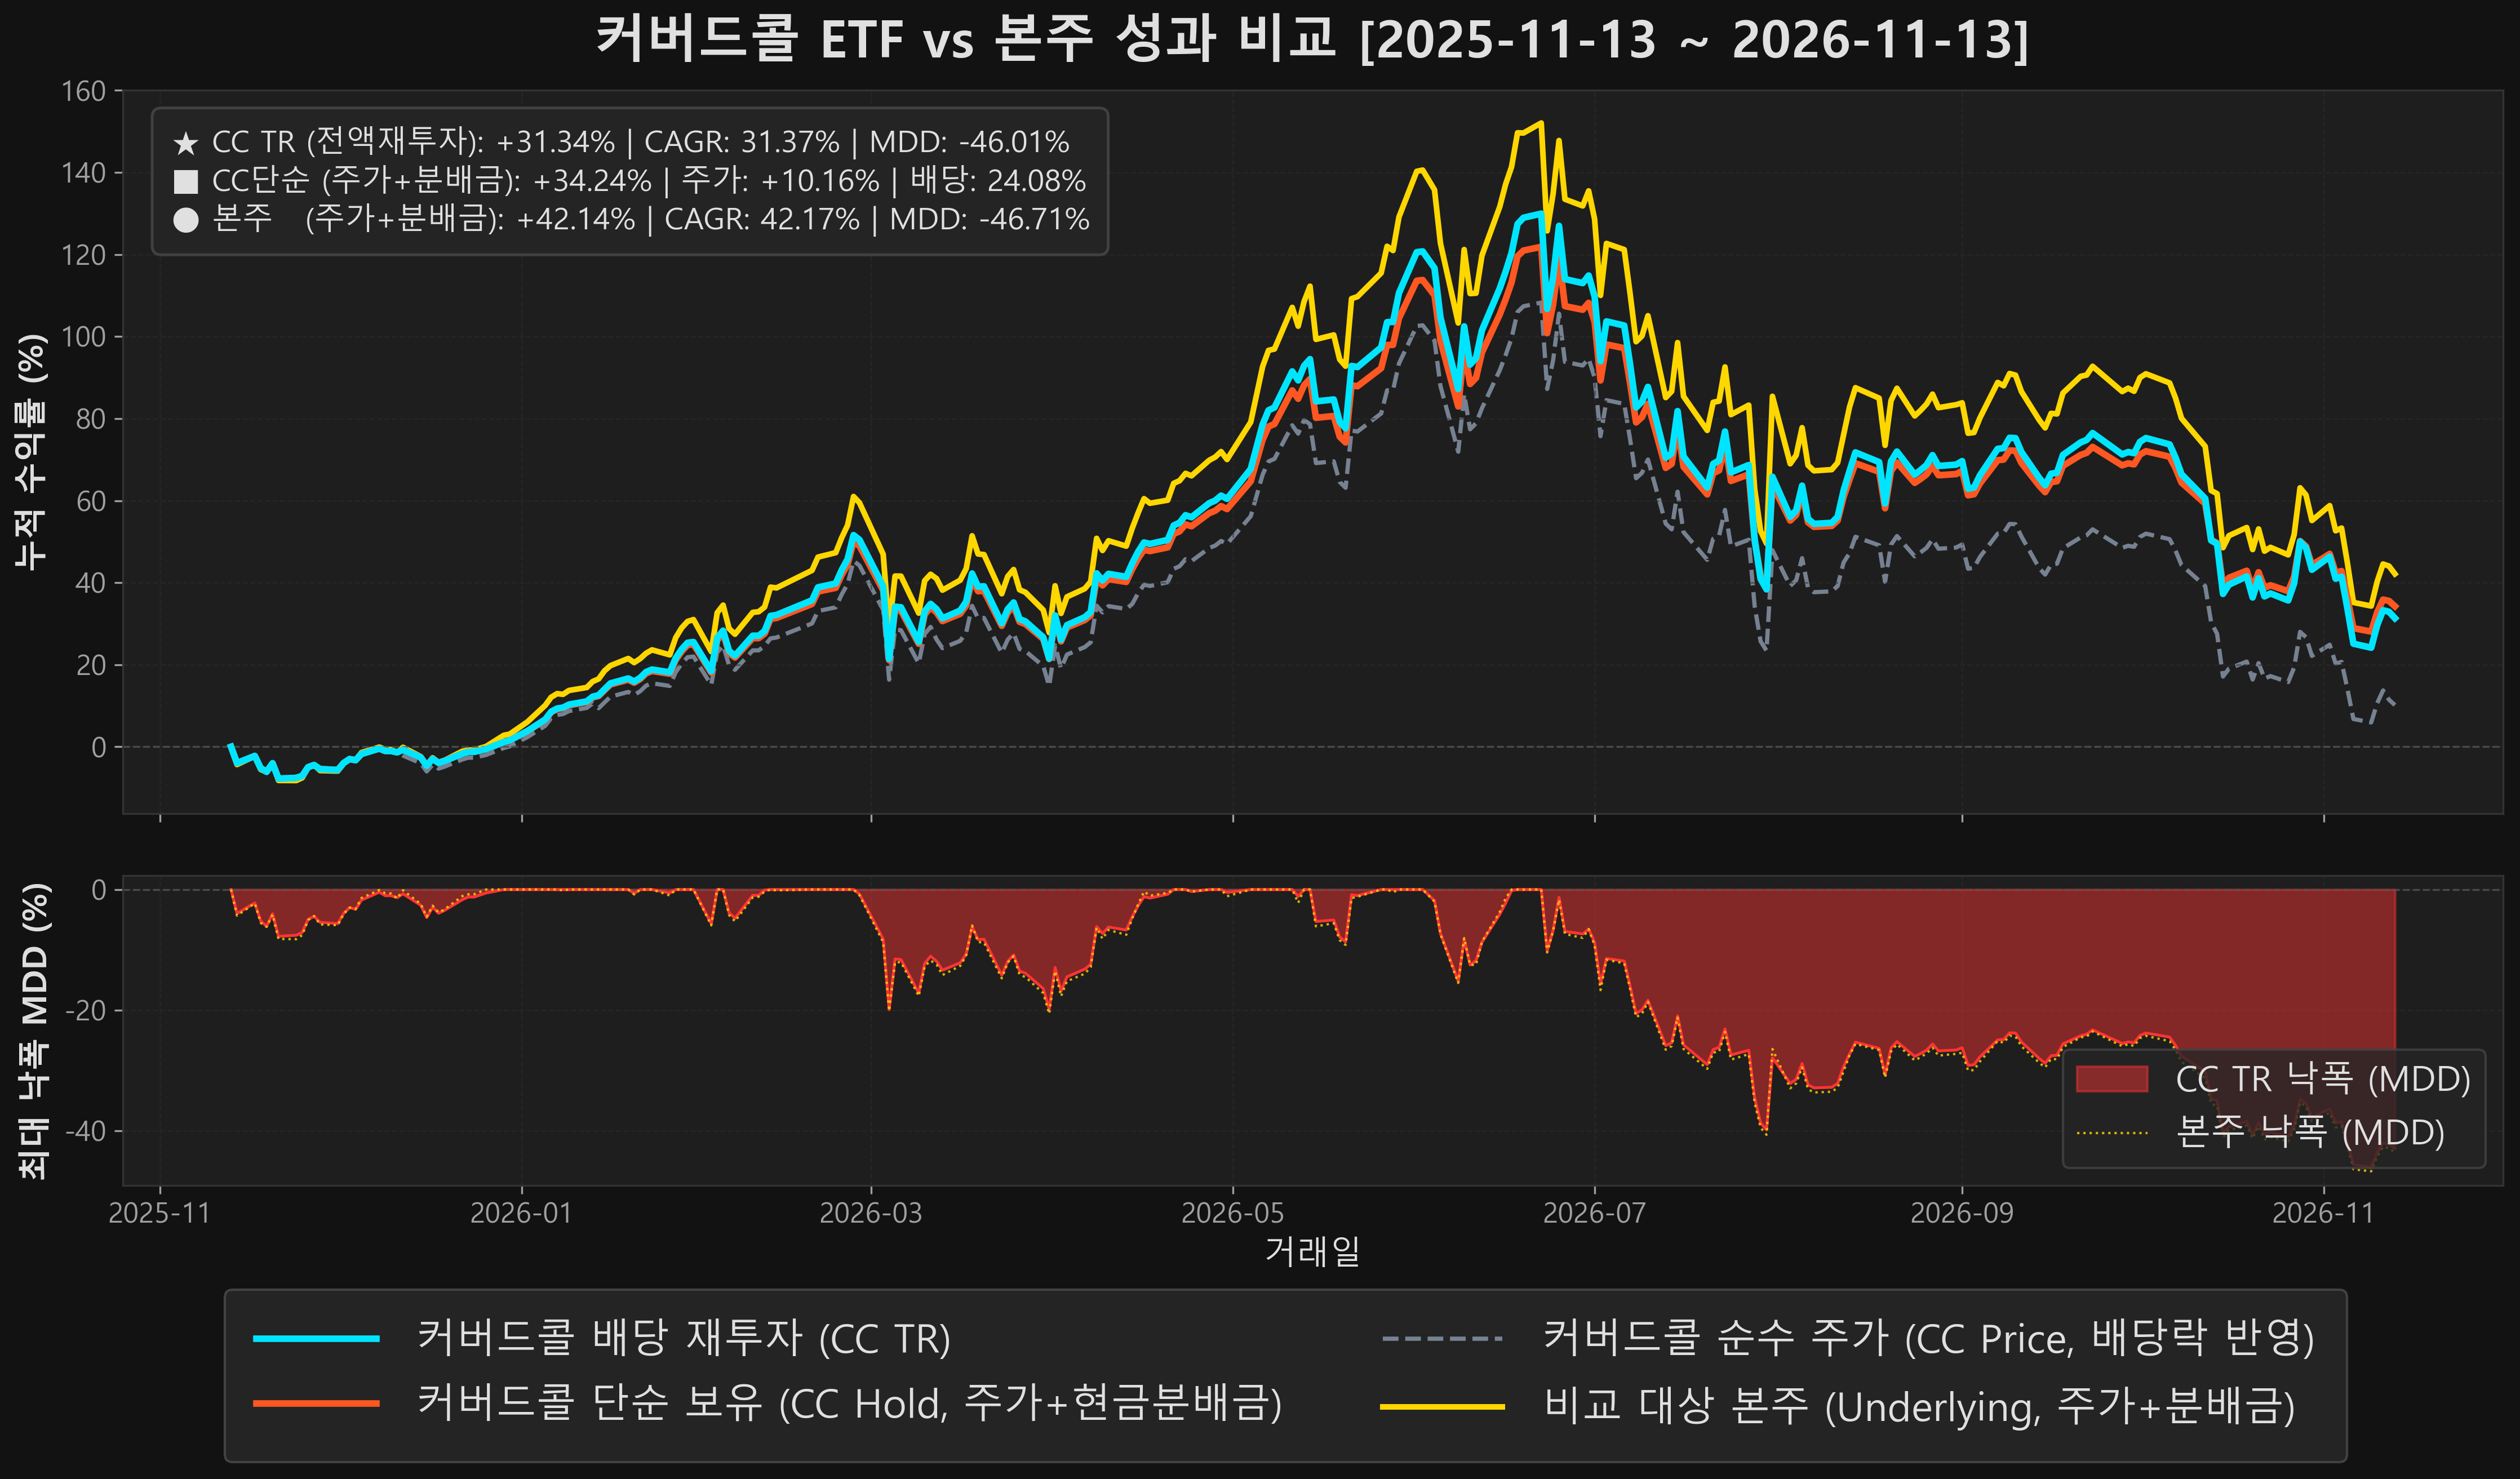 커버드콜 ETF vs 본주 성과 비교 [2025-11-13 ~ 2026-11-13]
누적 수익률 (%)
160
140
120
100
80
60
40
20
0
★ CC TR (전액재투자): +31.34% | CAGR: 31.37% | MDD: -46.01%
■ CC단순 (주가+분배금): +34.24% | 주가: +10.16% | 배당: 24.08%
● 본주 (주가+분배금): +42.14% | CAGR: 42.17% | MDD: -46.71%
최대 낙폭 MDD (%)
0
-20
-40
CC TR 낙폭 (MDD)
본주 낙폭 (MDD)
2025-11 2026-01 2026-03 2026-05 2026-07 2026-09 2026-11
거래일
커버드콜 배당 재투자 (CC TR)
커버드콜 단순 보유 (CC Hold, 주가+현금분배금)
커버드콜 순수 주가 (CC Price, 배당락 반영)
비교 대상 본주 (Underlying, 주가+분배금)